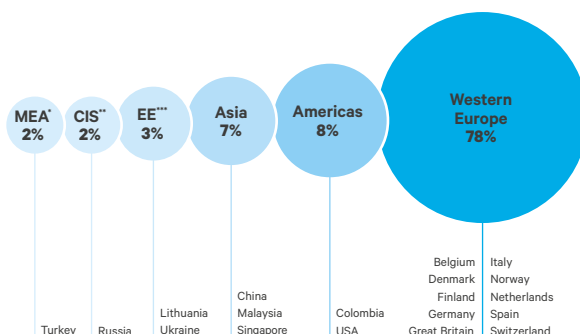 MEA*
2%
CIS**
2%
EE***
3%
Asia
7%
Americas
8%
Western
Europe
78%
Turkey
Russia
Lithuania
Ukraine
China
Malaysia
Singapore
Colombia
USA
Belgium
Denmark
Finland
Germany
Great Britain
Italy
Norway
Netherlands
Spain
Switzerland